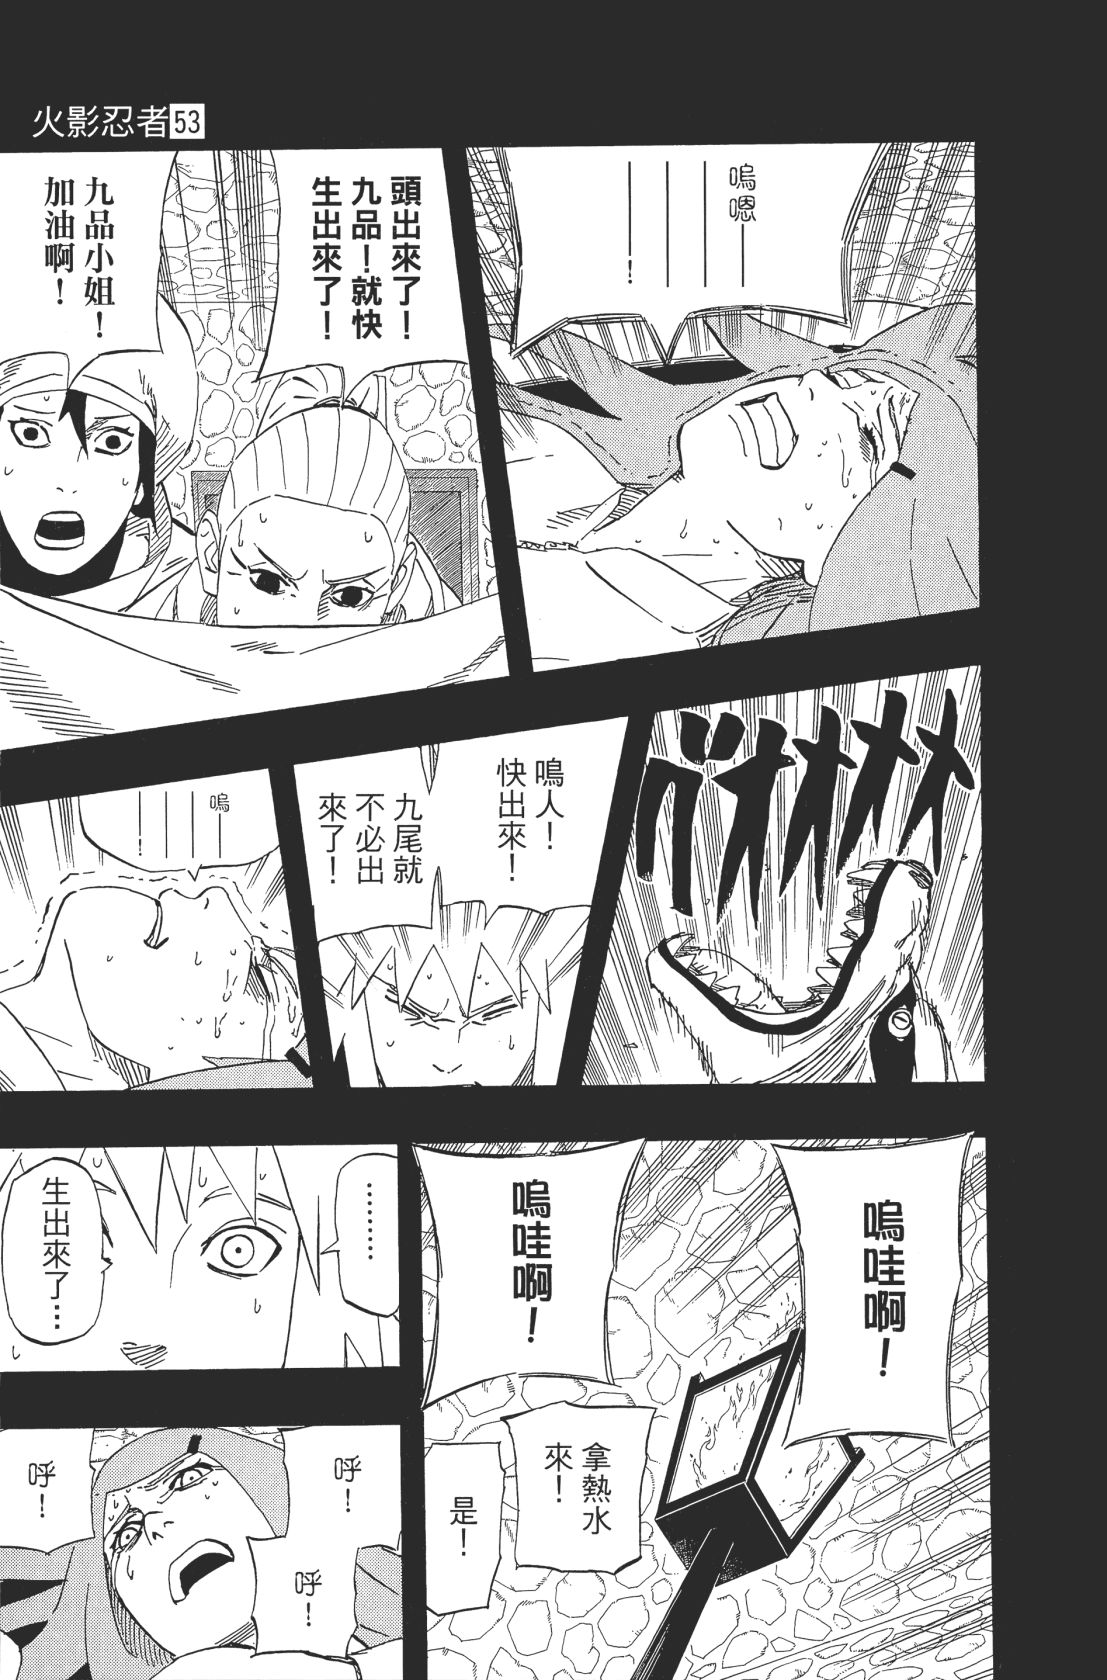 火影忍者53
嗚嗯——
————！
頭出來了！
九品！就快
生出來了！
九品小姐！
加油啊！
ガオオオオ
鳴人！
快出來！
九尾就
不必出
來了！
嗚——
————
嗚哇啊！
嗚哇啊！
拿熱水
來！
是！
………
生出來了…
呼！
呼！
呼！